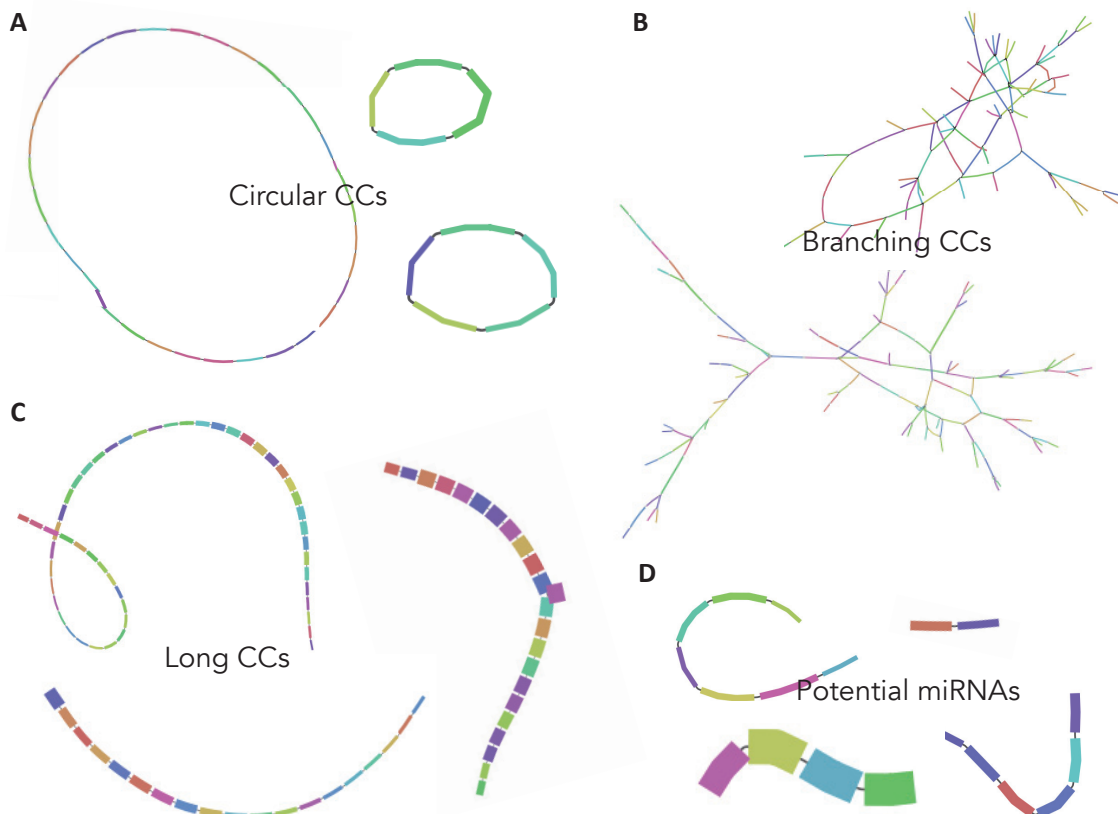 A
Circular CCs
B
Branching CCs
C
Long CCs
D
Potential miRNAs